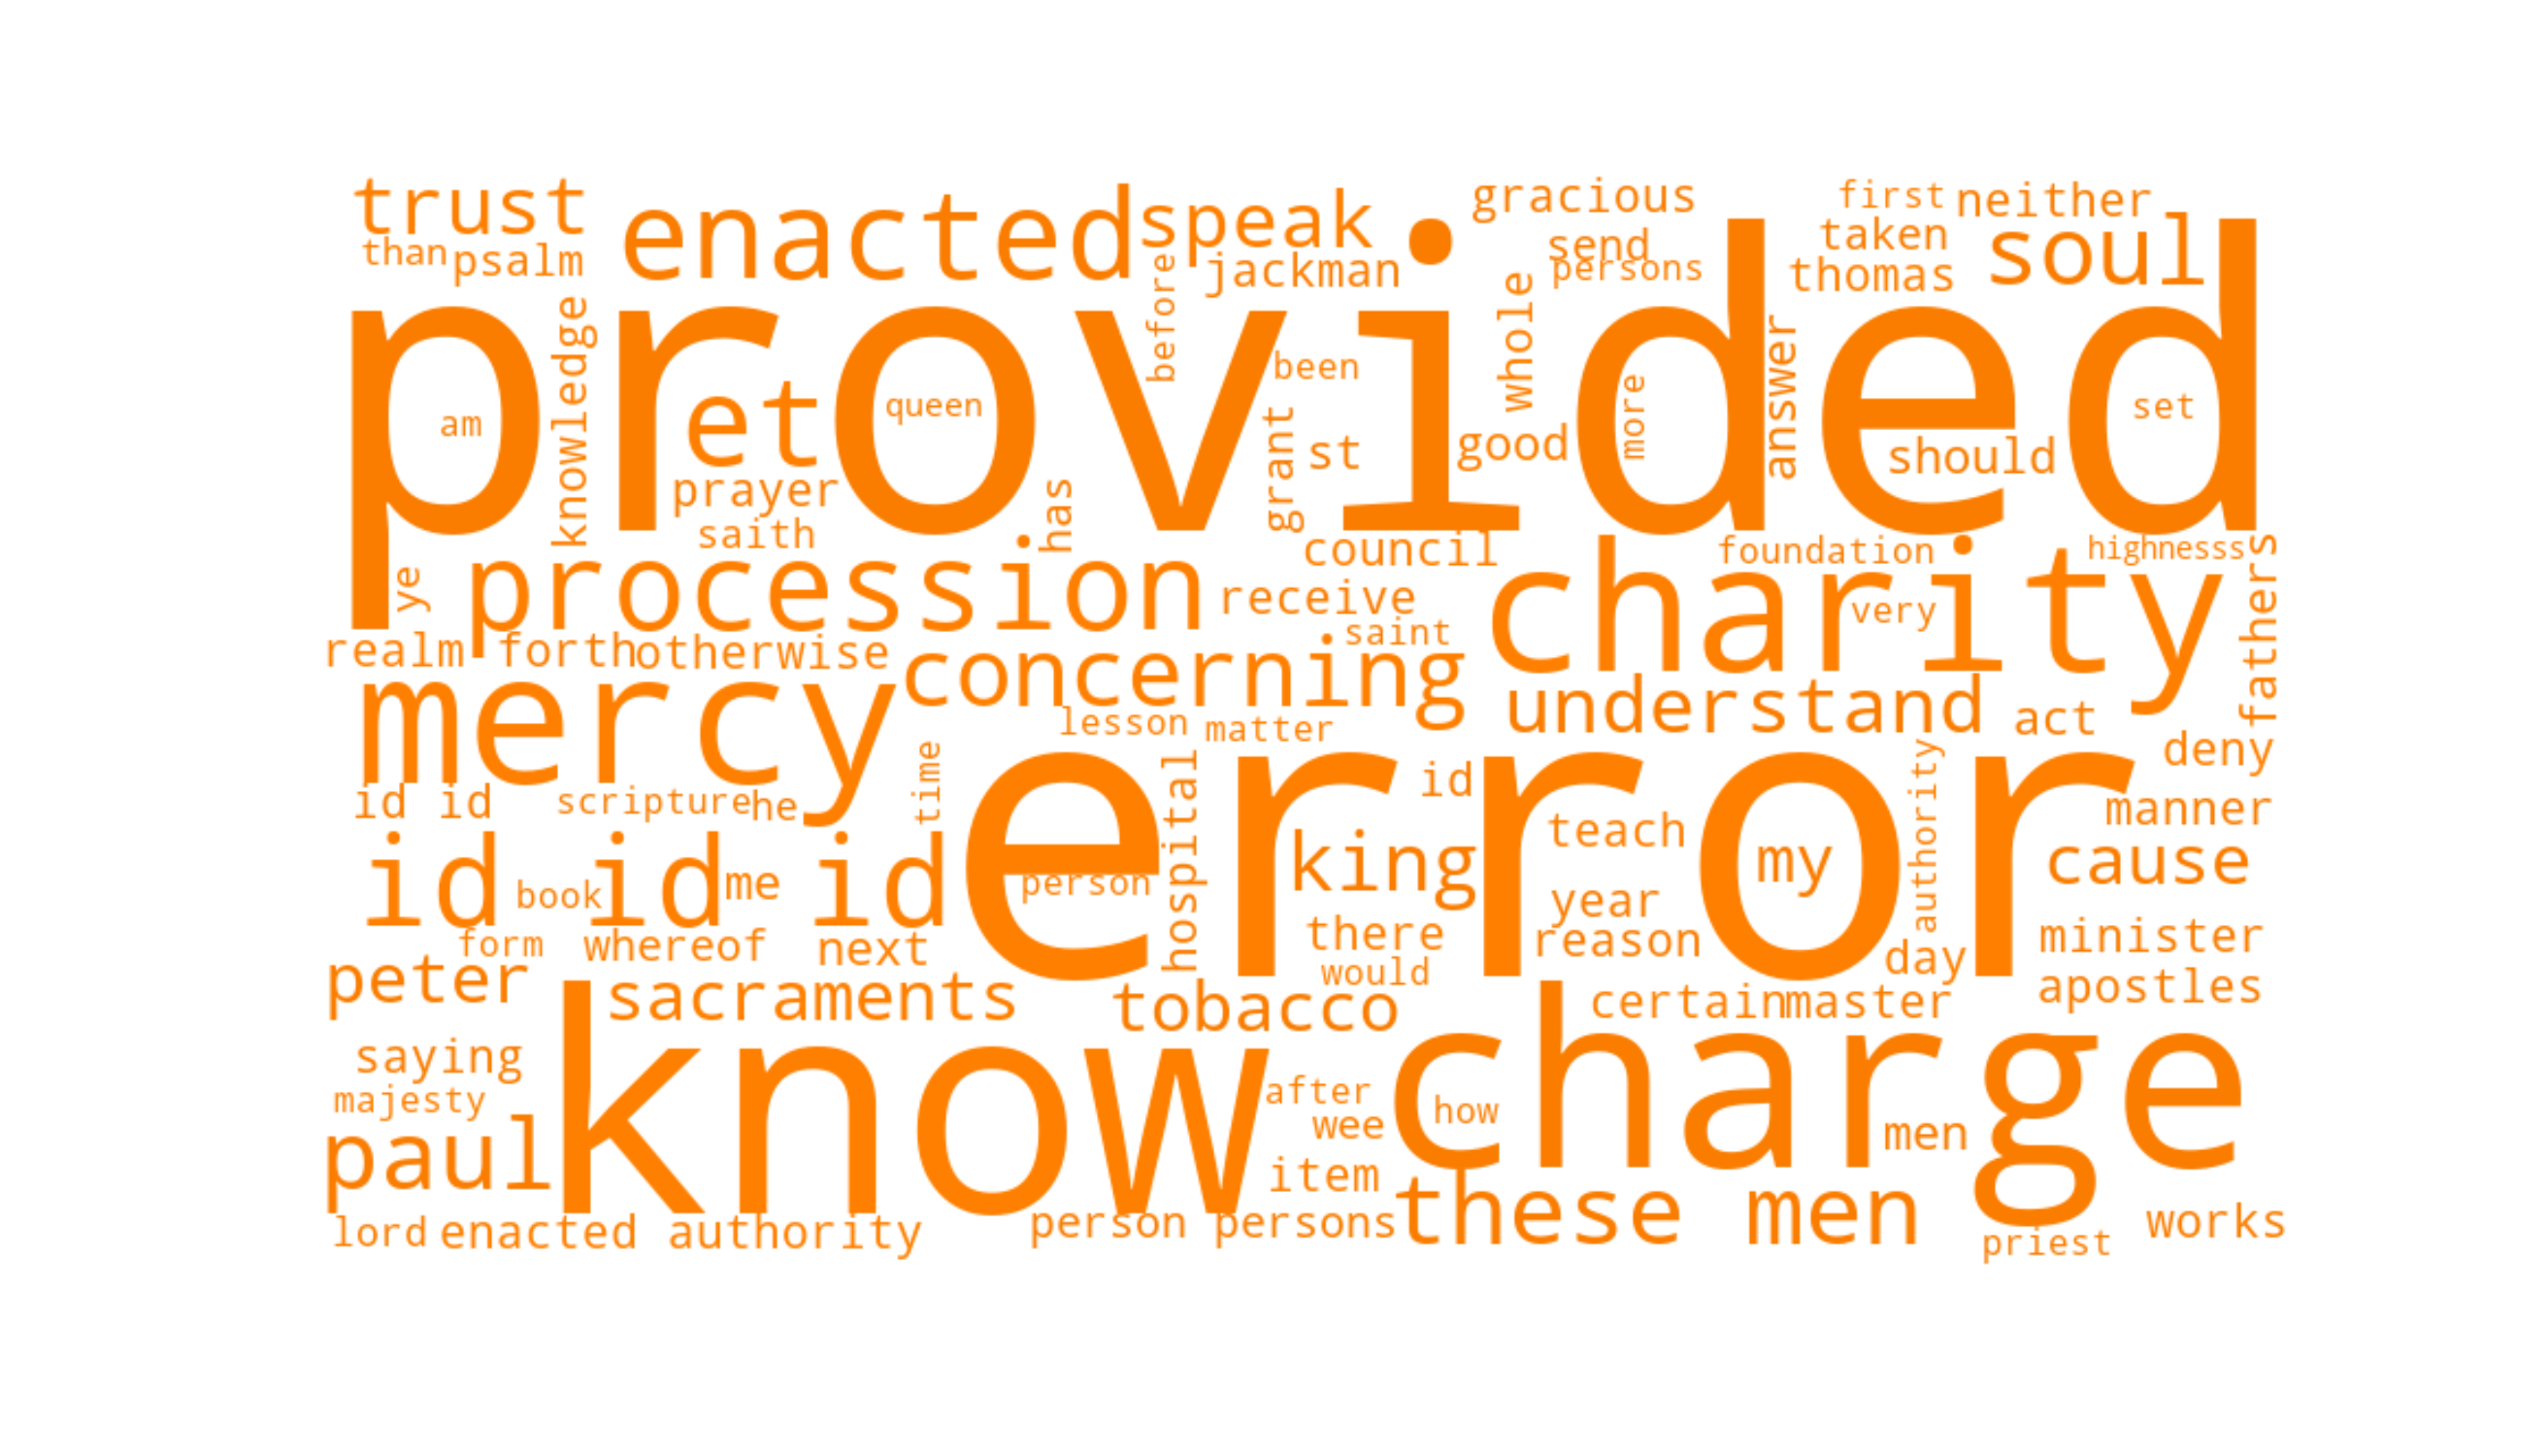 trust enacted speak gracious first neither
than psalm jackman send persons taken thomas soul
provided
knowledge before whole answer
am et queen been more set
prayer grant st good should
saith has
ye procession council foundation highnesss
receive charity very fathers
realm forth otherwise saint
mercy concerning understand act
lesson matter deny
error
id id scripture he time hospital id authority manner
id book id me id person king teach my cause
year
form whereof next there reason day minister
peter would apostles
sacraments tobacco certain master
know charge
saying after how
majesty wee men
paul item
these men
lord enacted authority person persons priest works